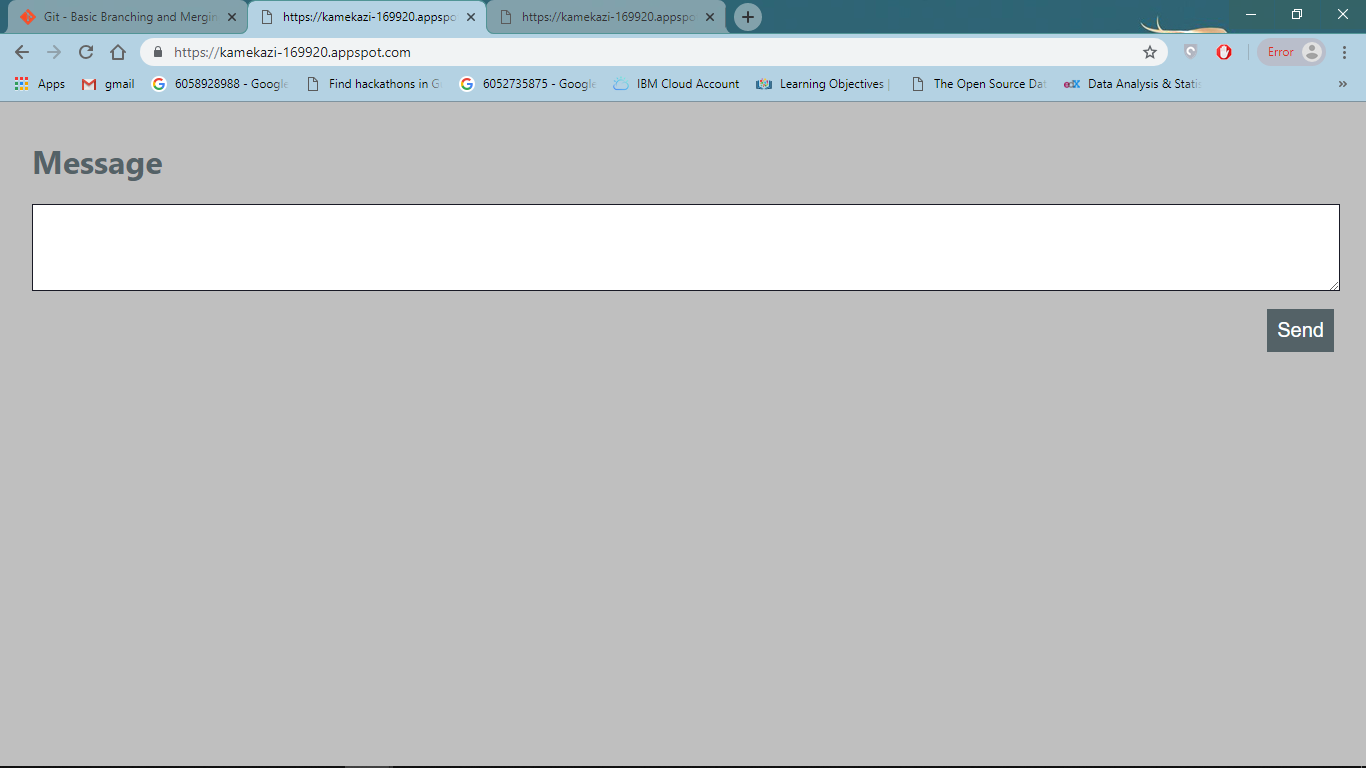 Git - Basic Branching and Mergin
https://kamekazi-169920.appspo
https://kamekazi-169920.appspo
https://kamekazi-169920.appspot.com
Error
Apps
gmail
6058928988 - Google
Find hackathons in G
6052735875 - Google
IBM Cloud Account
Learning Objectives |
The Open Source Dat
edX
Data Analysis & Statis
Message
Send